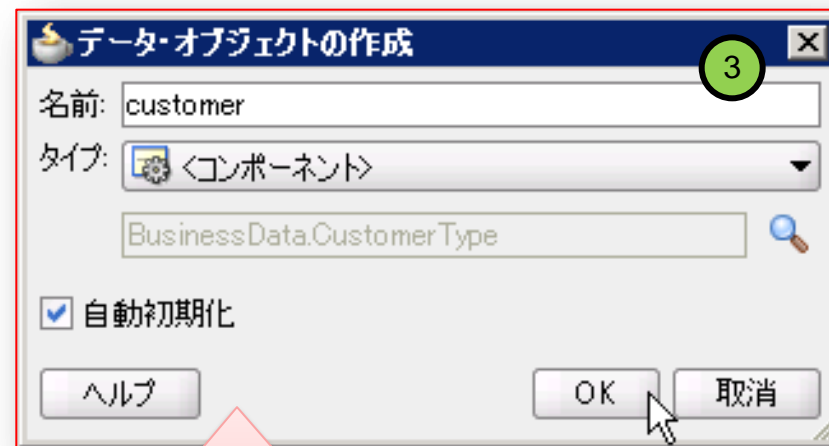 データ・オブジェクトの作成
3
名前: customer
タイプ: <コンポーネント>
BusinessData.CustomerType
自動初期化
ヘルプ OK 取消